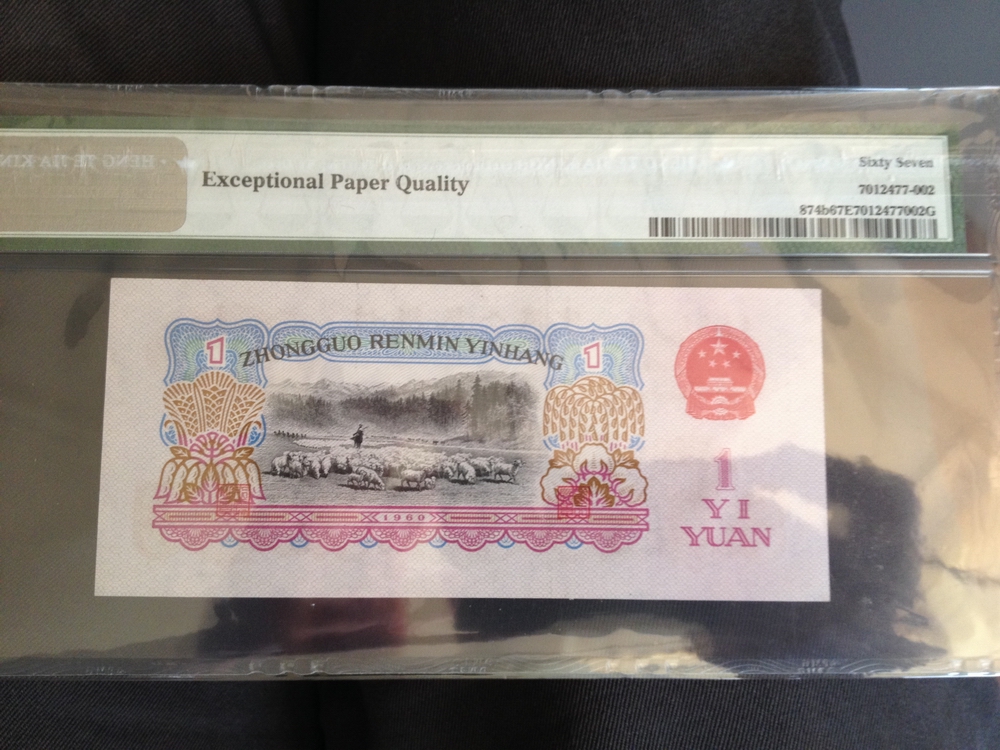 Exceptional Paper Quality
Sixty Seven
7012477-002
874b67E7012477002G
1
ZHONGGUO RENMIN YINHANG
1
1960
1
YI
YUAN